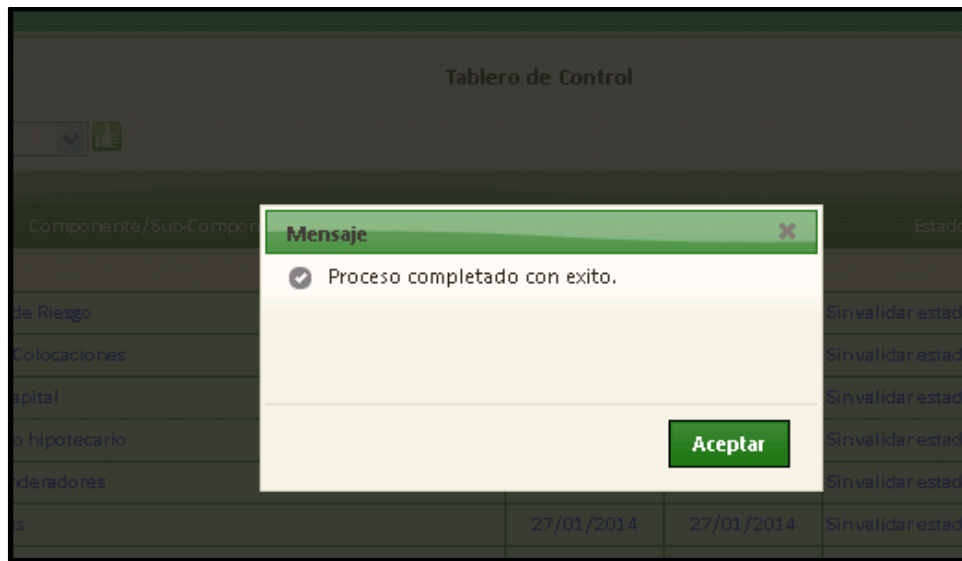 Tablero de Control
Componente/Sub-Compon
Estado
Mensaje
Proceso completado con exito.
Aceptar
de Riesgo
Sin validar estad
Colocaciones
Sin validar estad
apital
Sin validar estad
o hipotecario
Sin validar estad
nderadores
Sin validar estad
s 27/01/2014 27/01/2014 Sin validar estad